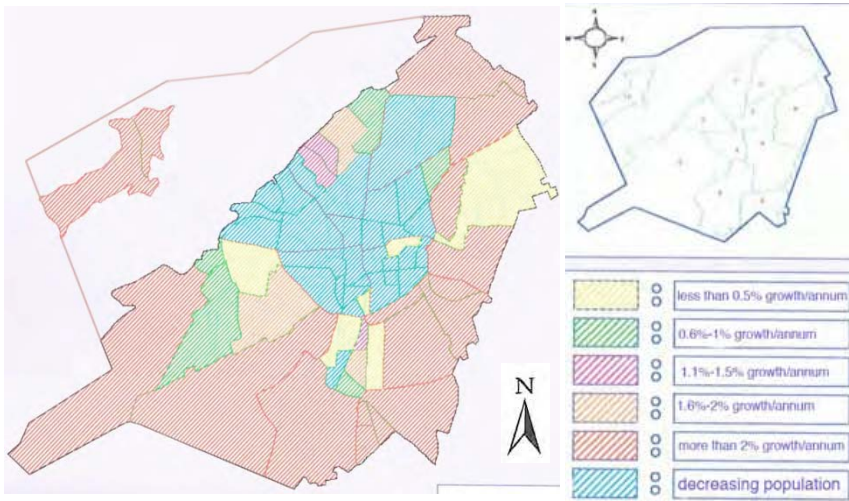 N
less than 0.5% growth/annum
0.6%-1% growth/annum
1.1%-1.5% growth/annum
1.6%-2% growth/annum
more than 2% growth/annum
decreasing population